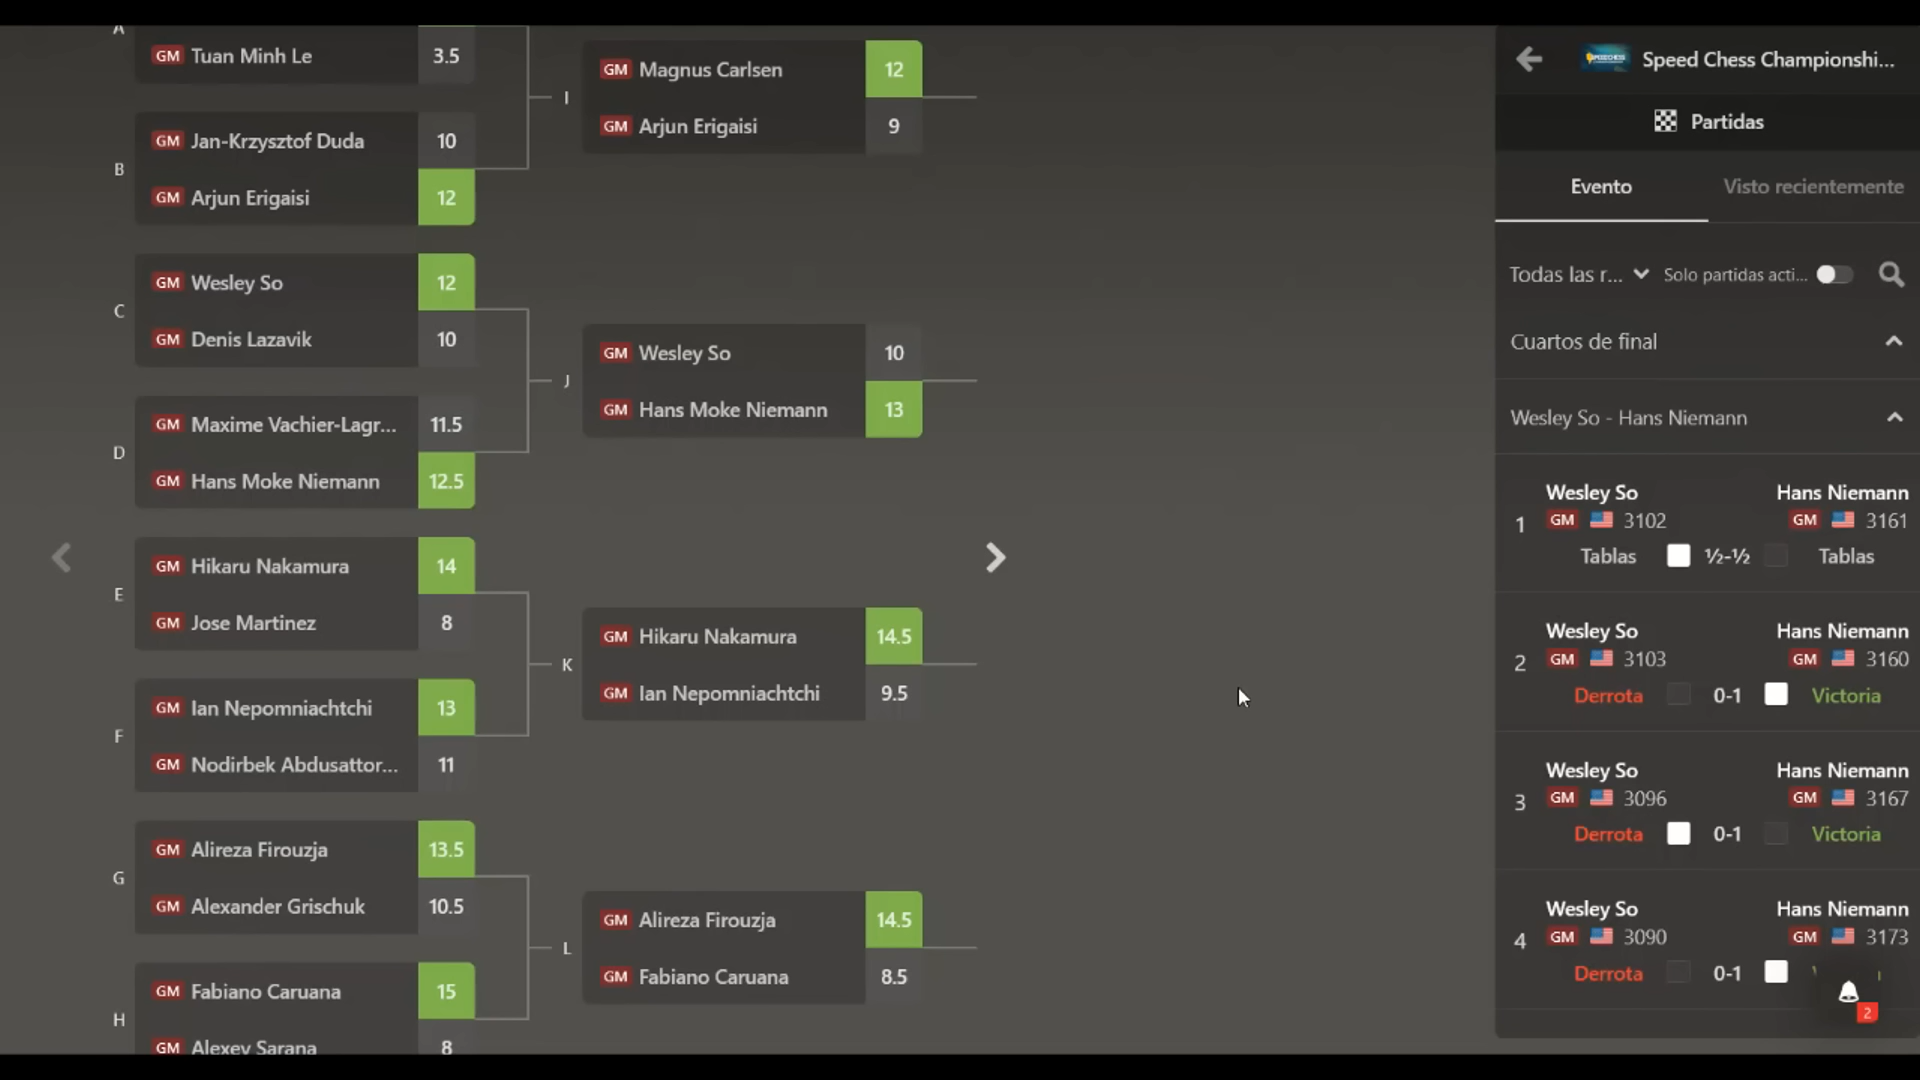 A
GM Tuan Minh Le 3.5
B
GM Jan-Krzysztof Duda 10
GM Arjun Erigaisi 12
C
GM Wesley So 12
GM Denis Lazavik 10
D
GM Maxime Vachier-Lagr... 11.5
GM Hans Moke Niemann 12.5
E
GM Hikaru Nakamura 14
GM Jose Martinez 8
F
GM Ian Nepomniachtchi 13
GM Nodirbek Abdusattor... 11
G
GM Alireza Firouzja 13.5
GM Alexander Grischuk 10.5
H
GM Fabiano Caruana 15
GM Alexey Sarana 8
I
GM Magnus Carlsen 12
GM Arjun Erigaisi 9
J
GM Wesley So 10
GM Hans Moke Niemann 13
K
GM Hikaru Nakamura 14.5
GM Ian Nepomniachtchi 9.5
L
GM Alireza Firouzja 14.5
GM Fabiano Caruana 8.5
Speed Chess Championshi...
Partidas
Evento Visto recientemente
Todas las r... Solo partidas acti...
Cuartos de final
Wesley So - Hans Niemann
Wesley So Hans Niemann
1 GM 3102 GM 3161
Tablas ½-½ Tablas
Wesley So Hans Niemann
2 GM 3103 GM 3160
Derrota 0-1 Victoria
Wesley So Hans Niemann
3 GM 3096 GM 3167
Derrota 0-1 Victoria
Wesley So Hans Niemann
4 GM 3090 GM 3173
Derrota 0-1
2